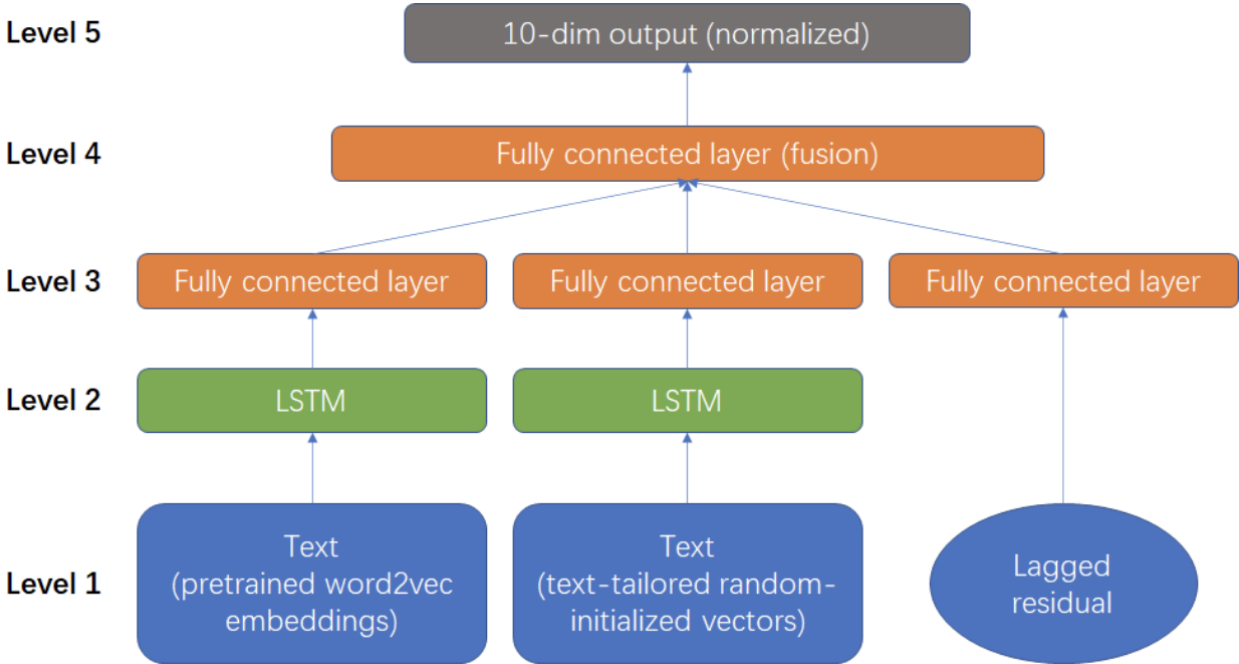 Level 5
10-dim output (normalized)
Level 4
Fully connected layer (fusion)
Level 3
Fully connected layer
Fully connected layer
Fully connected layer
Level 2
LSTM
LSTM
Level 1
Text
(pretrained word2vec
embeddings)
Text
(text-tailored random-
initialized vectors)
Lagged
residual